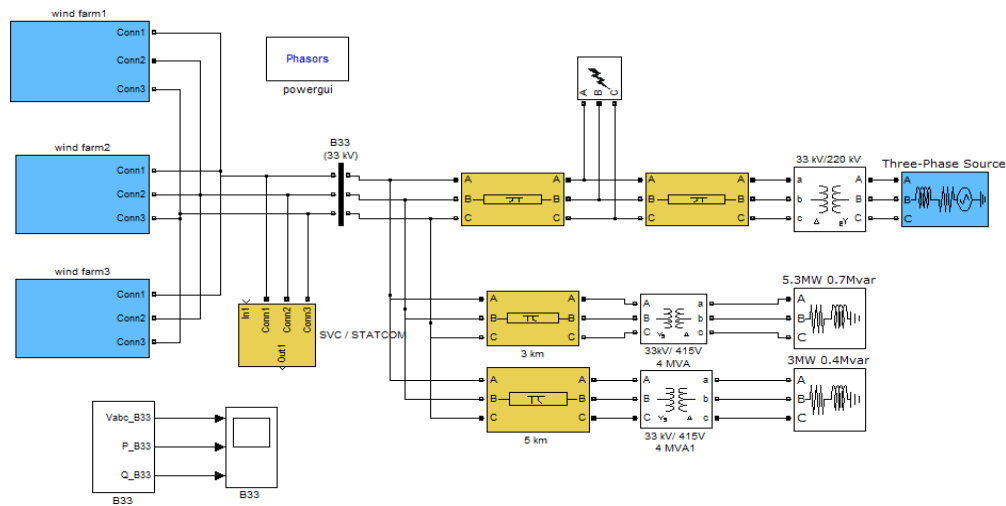 wind farm1
Conn1
Conn2
Conn3
Phasors
powergui
A
B
C
wind farm2
Conn1
Conn2
Conn3
B33
(33 kV)
A
B
C
A
B
C
A
B
C
A
B
C
33 kV/220 kV
a
b
c
A
B
C
Δ
Yg
Three-Phase Source
A
B
C
wind farm3
Conn1
Conn2
Conn3
In1
Conn1
Conn2
Conn3
Out1
SVC / STATCOM
A
B
C
A
B
C
3 km
A
B
C
a
b
c
Yg
Δ
33kV/ 415V
4 MVA
5.3MW 0.7Mvar
A
B
C
A
B
C
A
B
C
5 km
A
B
C
a
b
c
Yg
Δ
33 kV/ 415V
4 MVA1
3MW 0.4Mvar
A
B
C
Vabc_B33
P_B33
Q_B33
B33
B33